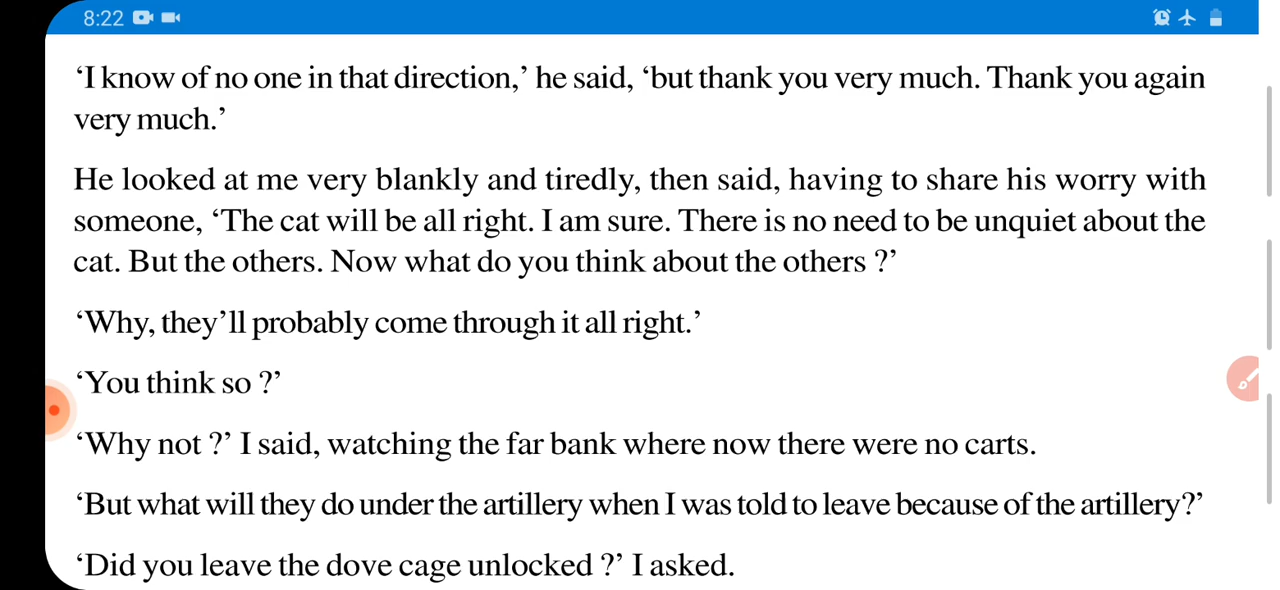 8:22
‘I know of no one in that direction,’ he said, ‘but thank you very much. Thank you again
very much.’
He looked at me very blankly and tiredly, then said, having to share his worry with
someone, ‘The cat will be all right. I am sure. There is no need to be unquiet about the
cat. But the others. Now what do you think about the others ?’
‘Why, they’ll probably come through it all right.’
‘You think so ?’
‘Why not ?’ I said, watching the far bank where now there were no carts.
‘But what will they do under the artillery when I was told to leave because of the artillery?’
‘Did you leave the dove cage unlocked ?’ I asked.